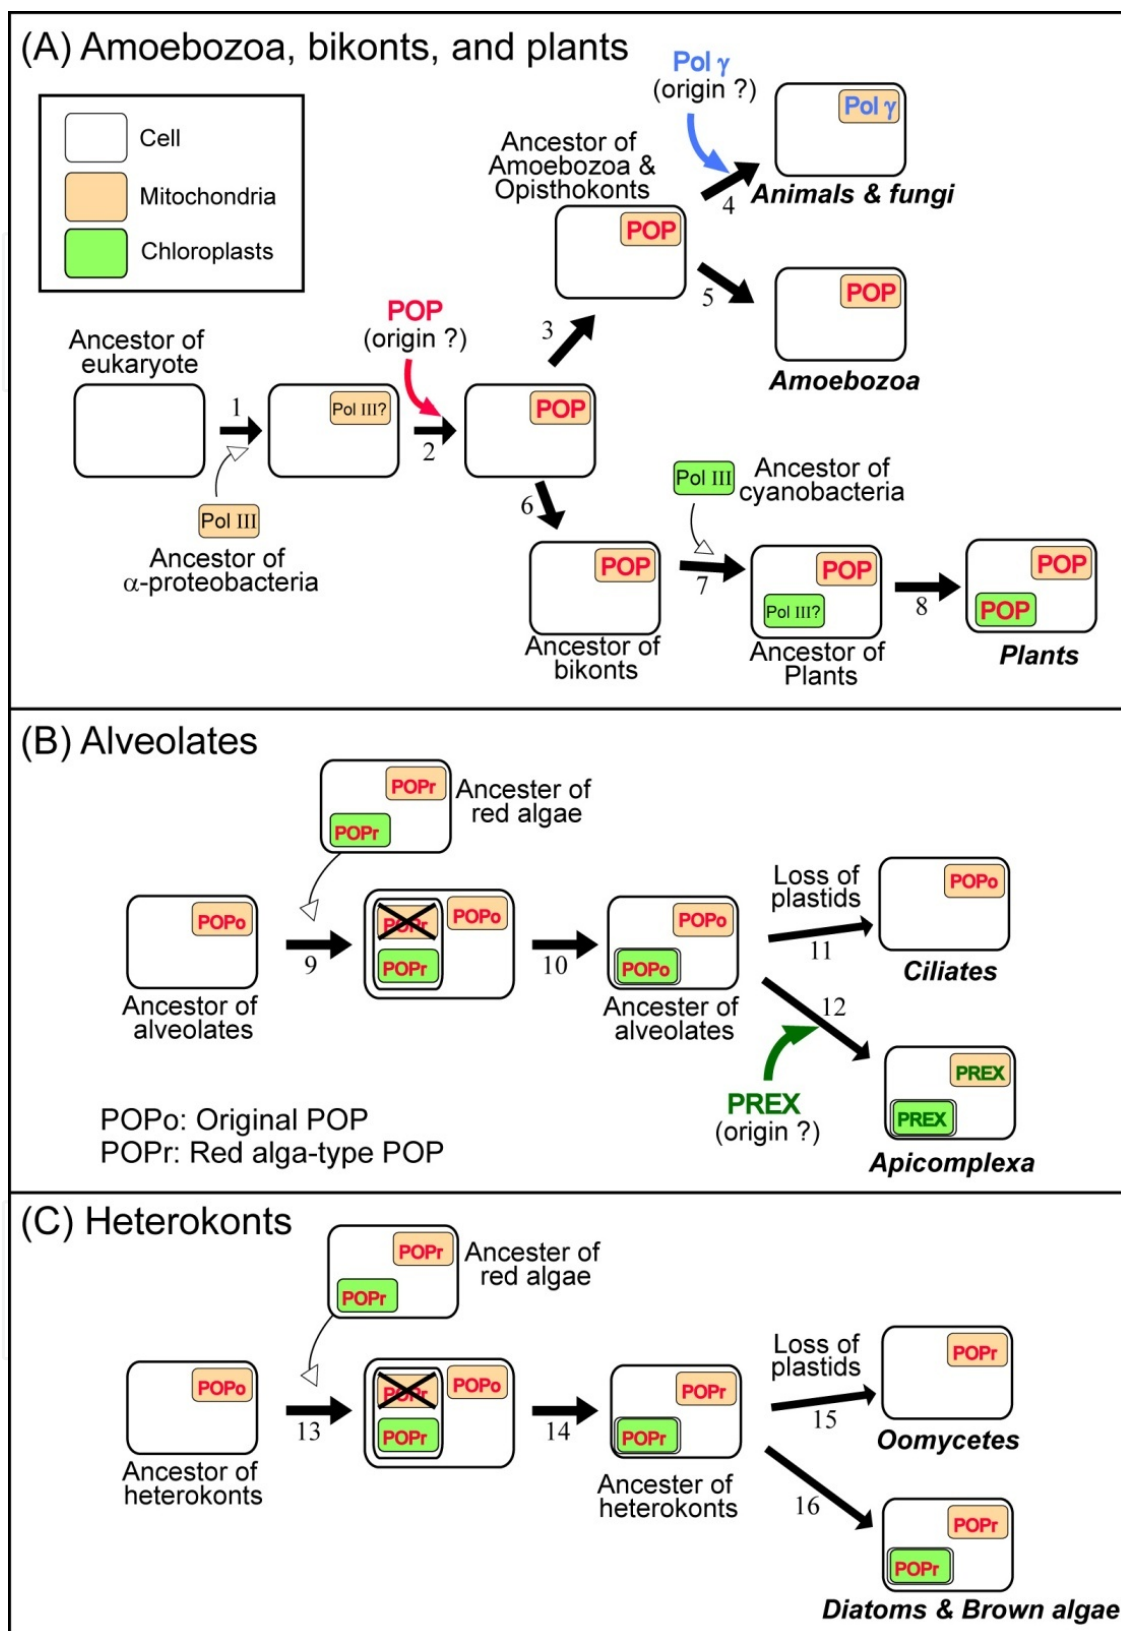 (A) Amoebozoa, bikonts, and plants
Cell
Mitochondria
Chloroplasts
Pol γ
(origin ?)
Pol γ
Animals & fungi
4
Ancestor of
Amoebozoa &
Opisthokonts
POP
5
POP
Amoebozoa
3
POP
(origin ?)
Ancestor of
eukaryote
1
Pol III?
2
POP
Pol III
Ancestor of
α-proteobacteria
6
Pol III
Ancestor of
cyanobacteria
POP
Ancestor of
bikonts
7
POP
Pol III?
Ancestor of
Plants
8
POP
POP
Plants
(B) Alveolates
POPr
POPr
Ancester of
red algae
POPo
Ancestor of
alveolates
9
POPr
POPo
POPr
10
POPo
POPo
Ancester of
alveolates
Loss of
plastids
11
POPo
Ciliates
12
PREX
(origin ?)
PREX
PREX
Apicomplexa
POPo: Original POP
POPr: Red alga-type POP
(C) Heterokonts
POPr
POPr
Ancester of
red algae
POPo
Ancestor of
heterokonts
13
POPr
POPo
POPr
14
POPr
POPr
Ancester of
heterokonts
Loss of
plastids
15
POPr
Oomycetes
16
POPr
POPr
Diatoms & Brown algae